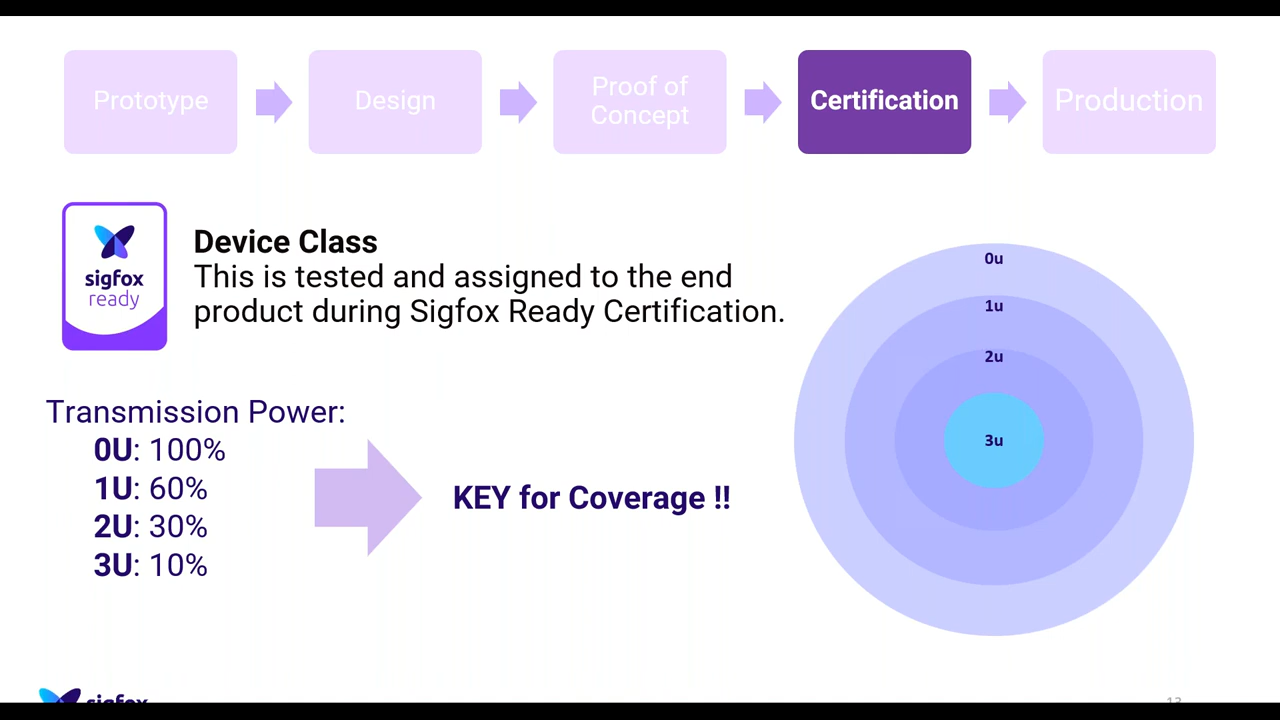 Prototype
Design
Proof of
Concept
Certification
Production
sigfox
ready
Device Class
This is tested and assigned to the end
product during Sigfox Ready Certification.
Transmission Power:
0U: 100%
1U: 60%
2U: 30%
3U: 10%
KEY for Coverage !!
0u
1u
2u
3u
sigfox